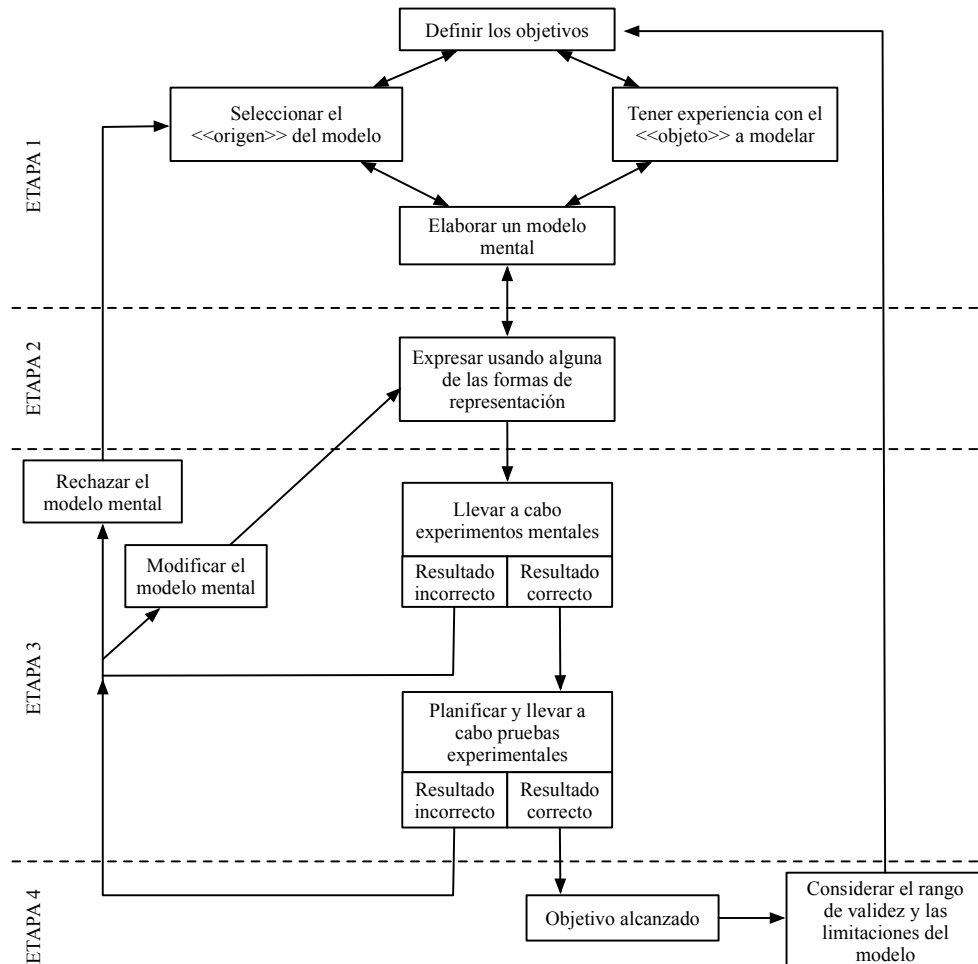 Definir los objetivos
ETAPA 1
Seleccionar el
<<origen>> del modelo
Tener experiencia con el
<<objeto>> a modelar
Elaborar un modelo
mental
ETAPA 2
Expresar usando alguna
de las formas de
representación
ETAPA 3
Rechazar el
modelo mental
Modificar el
modelo mental
Llevar a cabo
experimentos mentales
Resultado
incorrecto
Resultado
correcto
Planificar y llevar a
cabo pruebas
experimentales
Resultado
incorrecto
Resultado
correcto
ETAPA 4
Objetivo alcanzado
Considerar el rango
de validez y las
limitaciones del
modelo